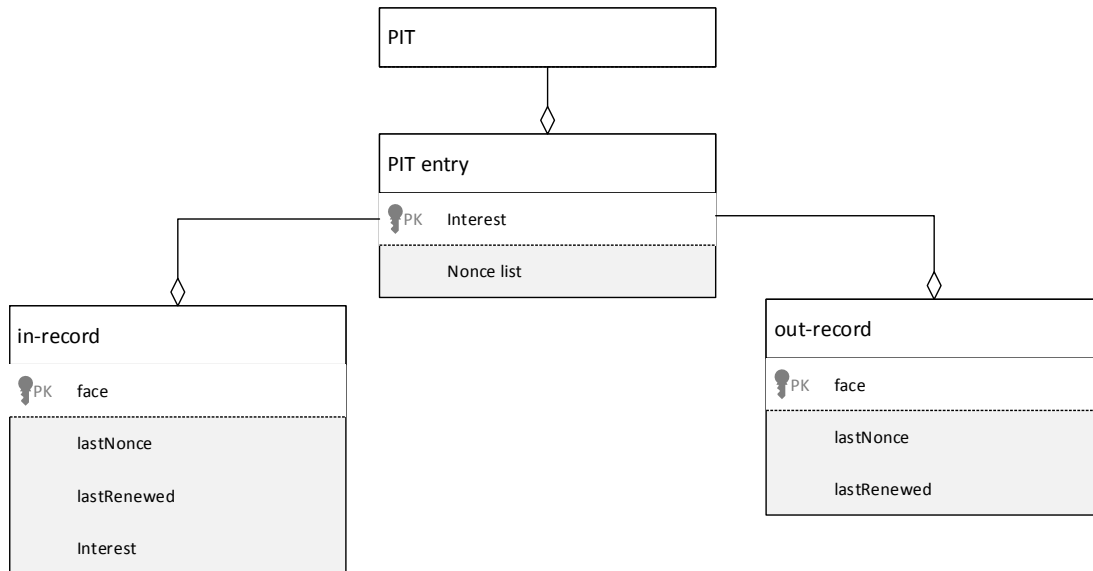 PIT
PIT entry
PK Interest
Nonce list
in-record
PK face
lastNonce
lastRenewed
Interest
out-record
PK face
lastNonce
lastRenewed